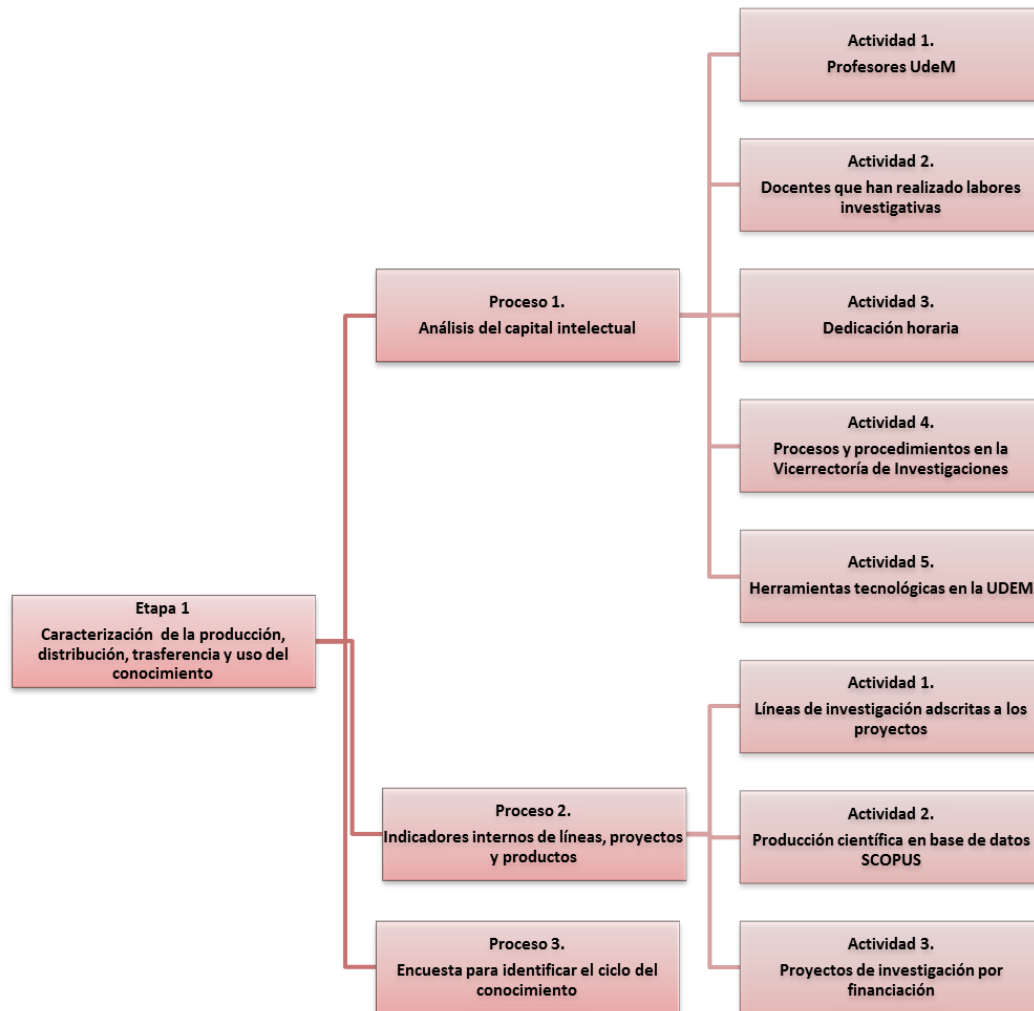 Etapa 1
Caracterización de la producción,
distribución, trasferencia y uso del
conocimiento
Proceso 1.
Análisis del capital intelectual
Actividad 1.
Profesores UdeM
Actividad 2.
Docentes que han realizado labores
investigativas
Actividad 3.
Dedicación horaria
Actividad 4.
Procesos y procedimientos en la
Vicerrectoría de Investigaciones
Actividad 5.
Herramientas tecnológicas en la UDEM
Proceso 2.
Indicadores internos de líneas, proyectos
y productos
Actividad 1.
Líneas de investigación adscritas a los
proyectos
Actividad 2.
Producción científica en base de datos
SCOPUS
Actividad 3.
Proyectos de investigación por
financiación
Proceso 3.
Encuesta para identificar el ciclo del
conocimiento